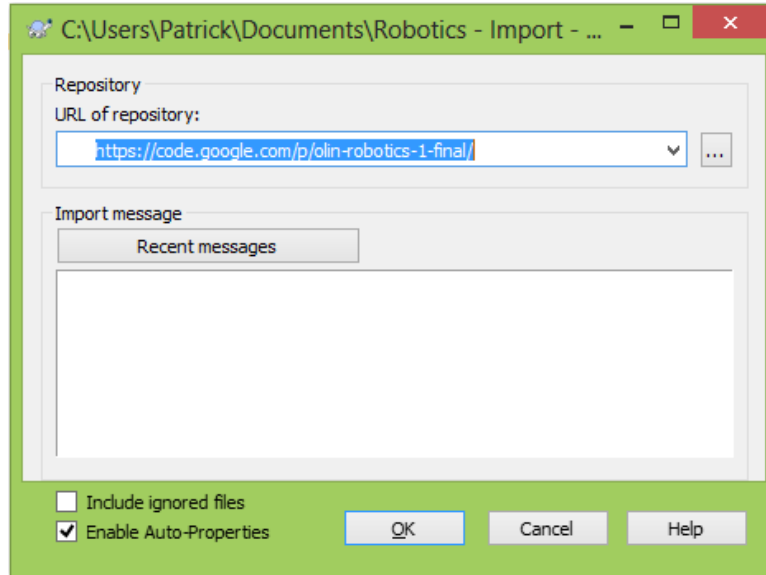 C:\Users\Patrick\Documents\Robotics - Import - ...
Repository
URL of repository:
https://code.google.com/p/olin-robotics-1-final/
...
Import message
Recent messages
Include ignored files
Enable Auto-Properties
OK Cancel Help